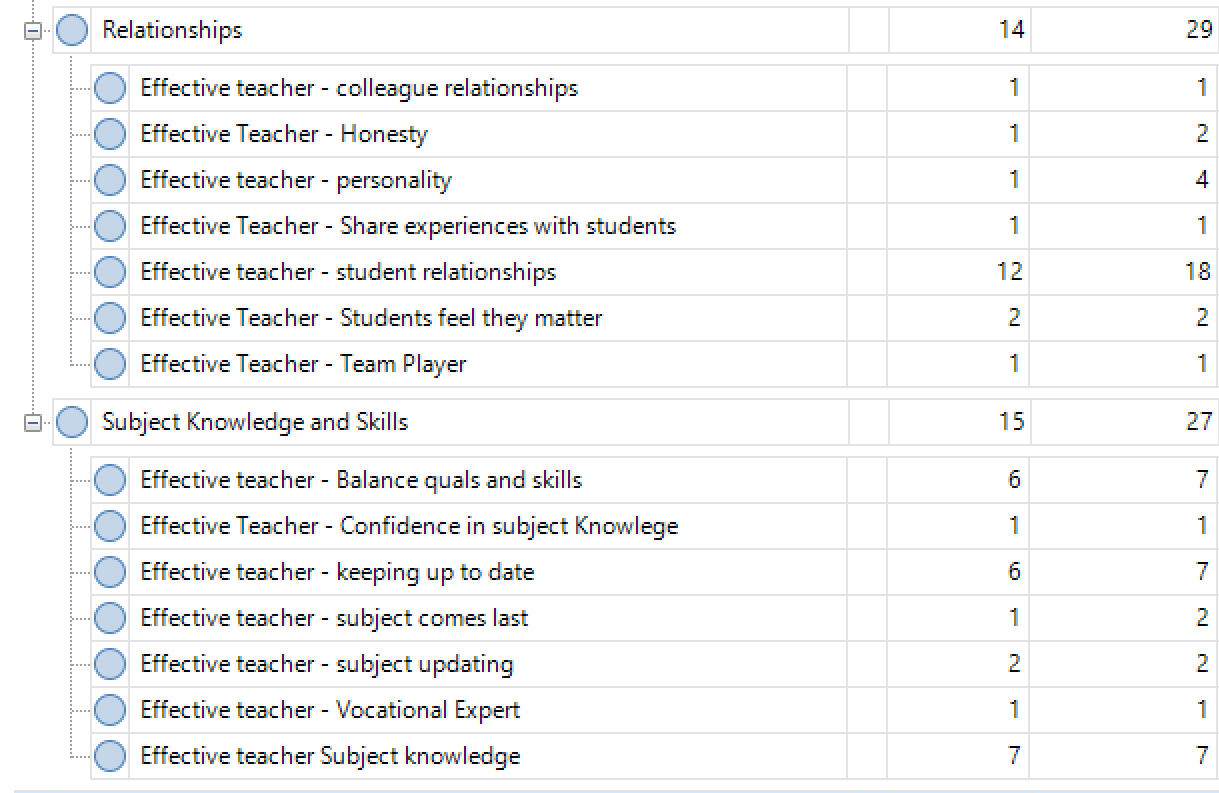 Relationships 14 29
Effective teacher - colleague relationships 1 1
Effective Teacher - Honesty 1 2
Effective teacher - personality 1 4
Effective Teacher - Share experiences with students 1 1
Effective teacher - student relationships 12 18
Effective Teacher - Students feel they matter 2 2
Effective Teacher - Team Player 1 1
Subject Knowledge and Skills 15 27
Effective teacher - Balance quals and skills 6 7
Effective Teacher - Confidence in subject Knowlege 1 1
Effective teacher - keeping up to date 6 7
Effective teacher - subject comes last 1 2
Effective teacher - subject updating 2 2
Effective teacher - Vocational Expert 1 1
Effective teacher Subject knowledge 7 7